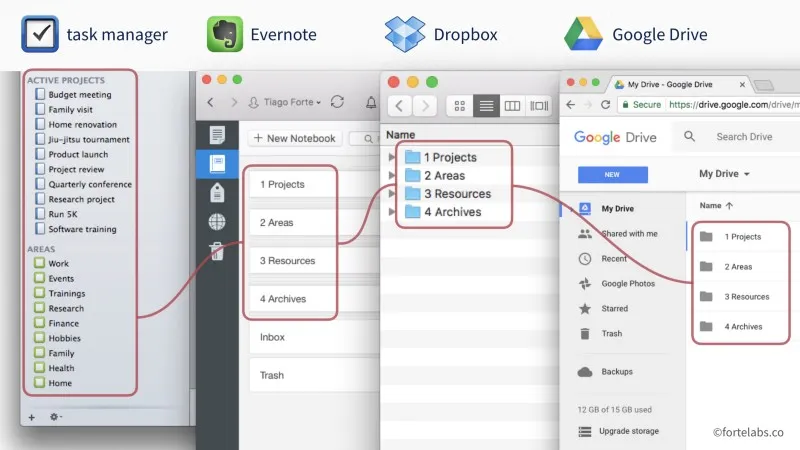 task manager
Evernote
Dropbox
Google Drive
ACTIVE PROJECTS
Budget meeting
Family visit
Home renovation
Jiu-jitsu tournament
Product launch
Project review
Quarterly conference
Research project
Run 5K
Software training
AREAS
Work
Events
Trainings
Research
Finance
Hobbies
Family
Health
Home
Tiago Forte
+ New Notebook
1 Projects
2 Areas
3 Resources
4 Archives
Inbox
Trash
Name
1 Projects
2 Areas
3 Resources
4 Archives
My Drive - Google Drive
Secure https://drive.google.com/drive/m
Google Drive
Search Drive
NEW
My Drive
My Drive
Shared with me
Recent
Google Photos
Starred
Trash
Backups
12 GB of 15 GB used
Upgrade storage
Name
1 Projects
2 Areas
3 Resources
4 Archives
©fortelabs.co